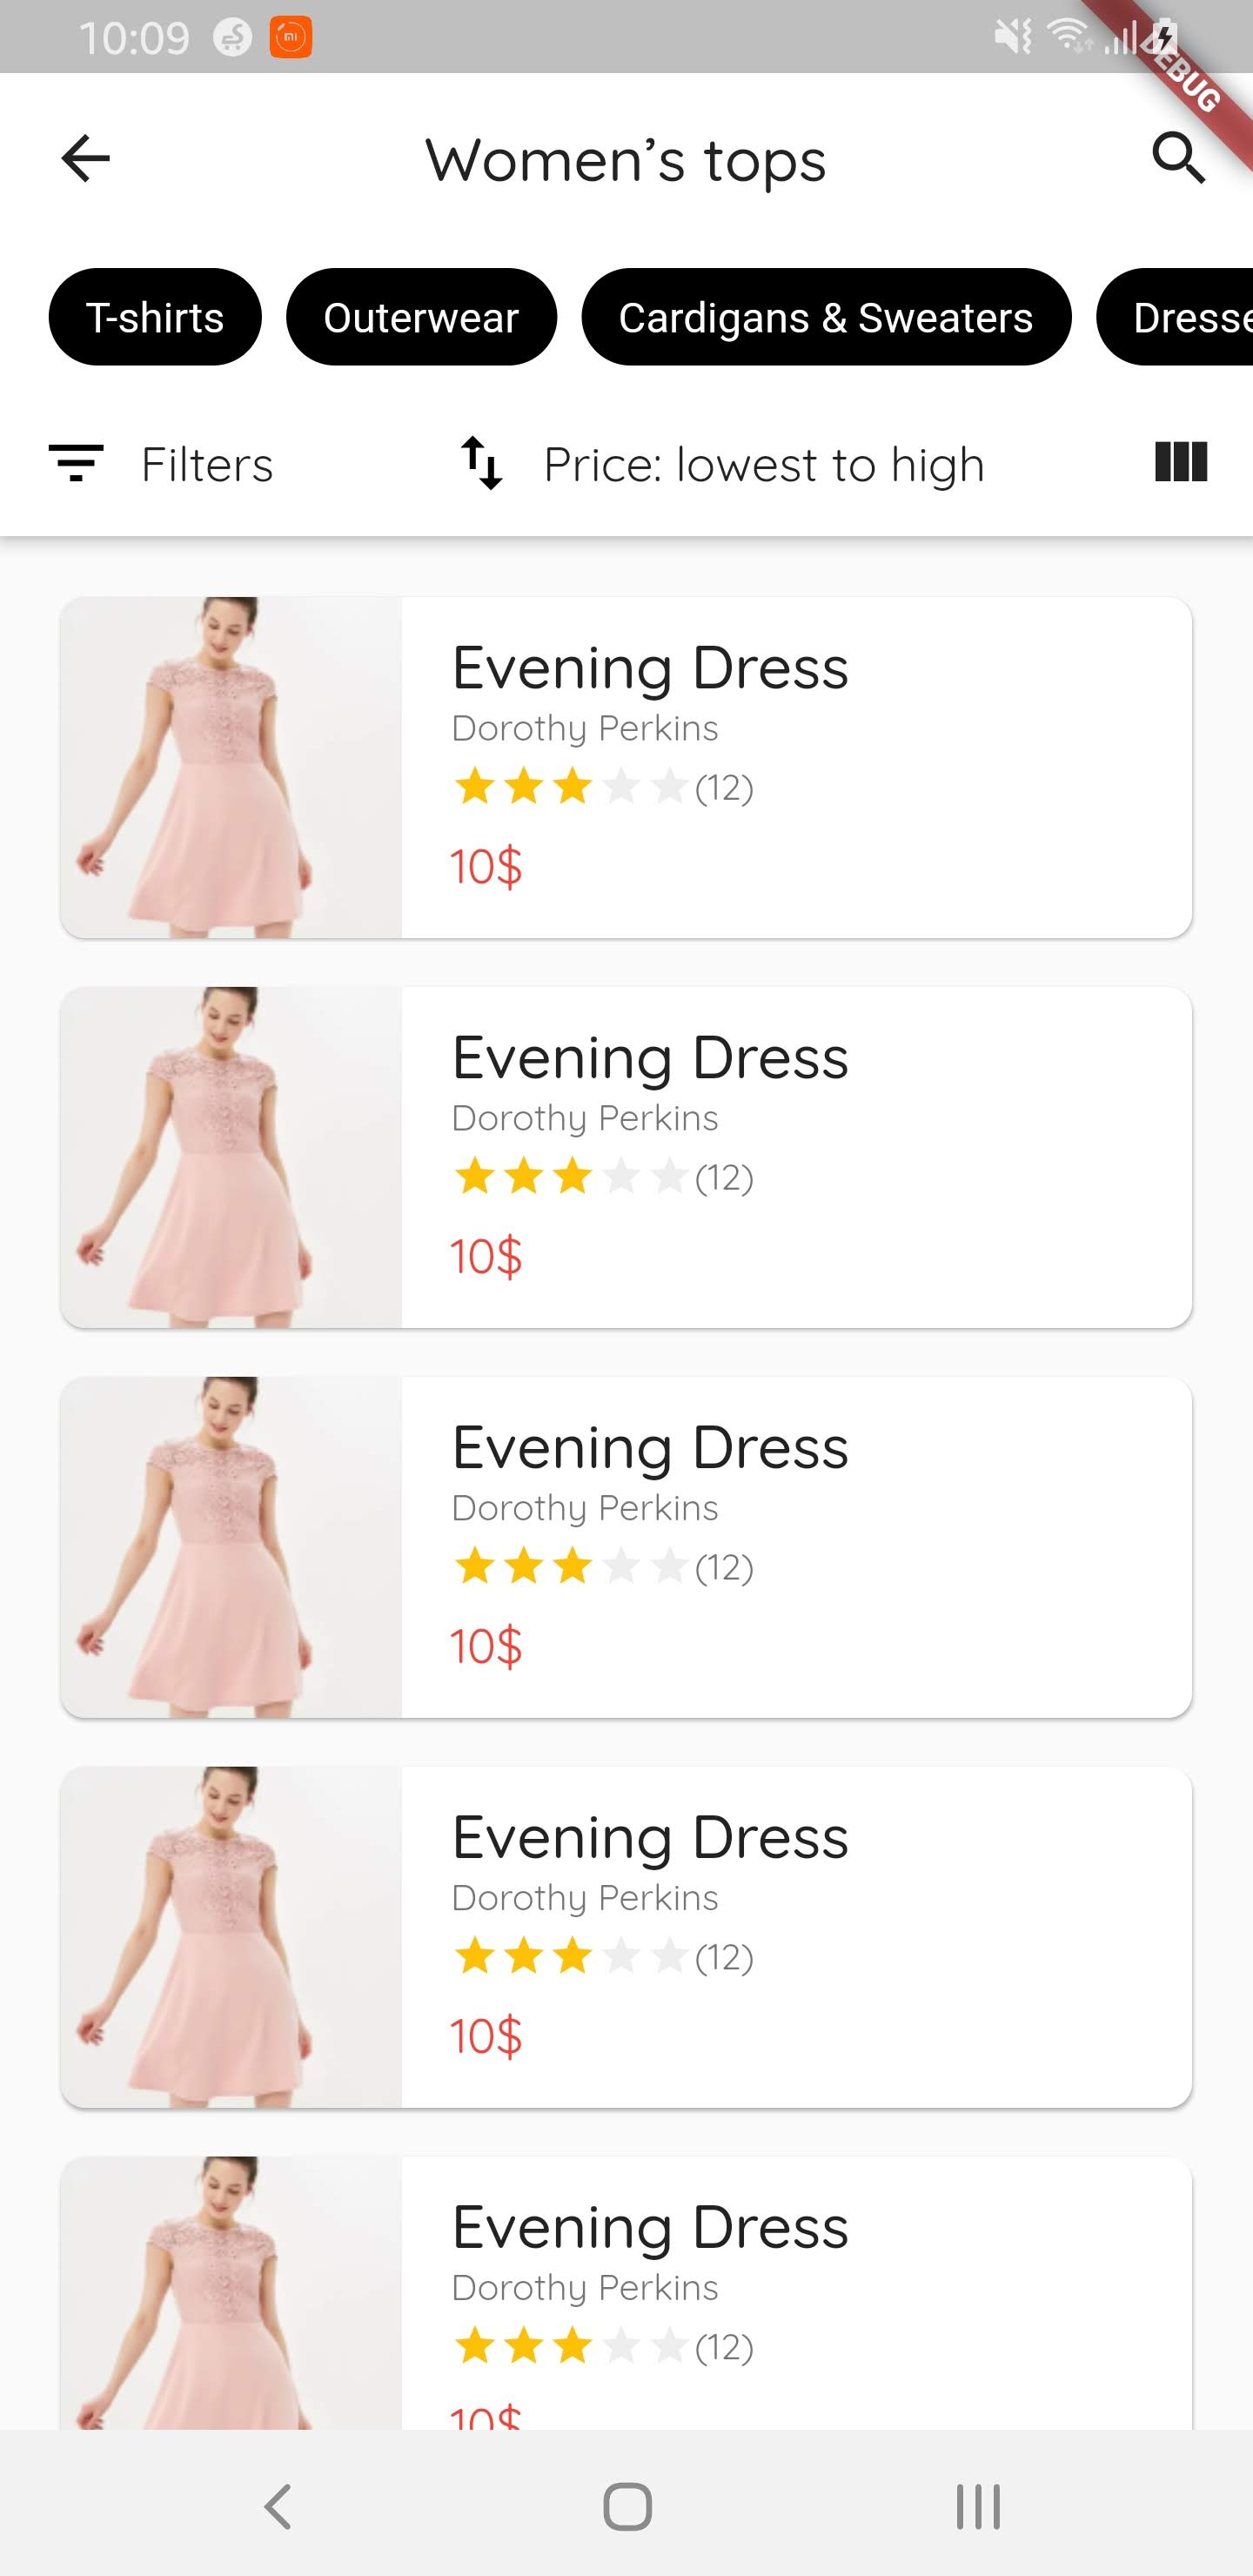 10:09
DEBUG
Women’s tops
T-shirts Outerwear Cardigans & Sweaters Dresse
Filters Price: lowest to high
Evening Dress
Dorothy Perkins
(12)
10$
Evening Dress
Dorothy Perkins
(12)
10$
Evening Dress
Dorothy Perkins
(12)
10$
Evening Dress
Dorothy Perkins
(12)
10$
Evening Dress
Dorothy Perkins
(12)
10$